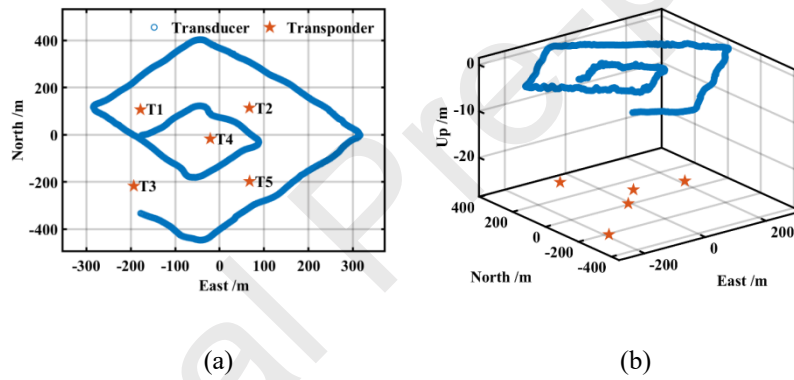 Transducer Transponder
400
200
0
-200
-400
North /m
T1
T2
T4
T3
T5
-300 -200 -100 0 100 200 300
East /m
(a)
0
-10
-20
Up /m
400
200
0
-200
-400
North /m
-200
0
200
East /m
(b)